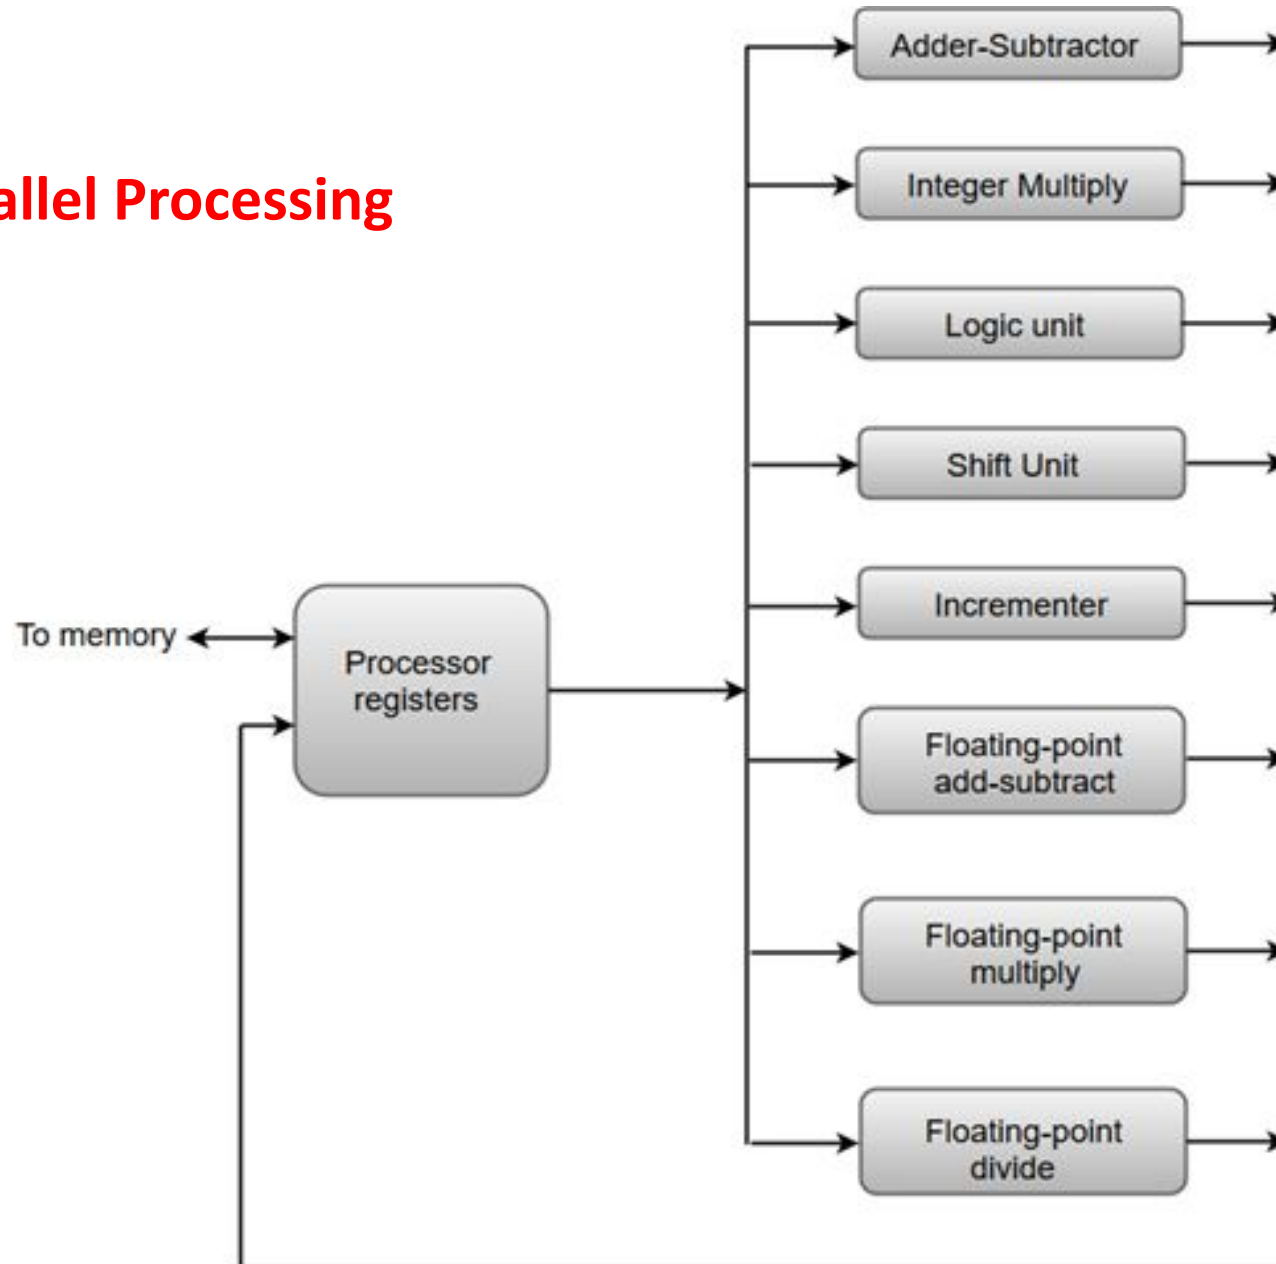 allel Processing
Adder-Subtractor
Integer Multiply
Logic unit
Shift Unit
Incrementer
To memory
Processor
registers
Floating-point
add-subtract
Floating-point
multiply
Floating-point
divide